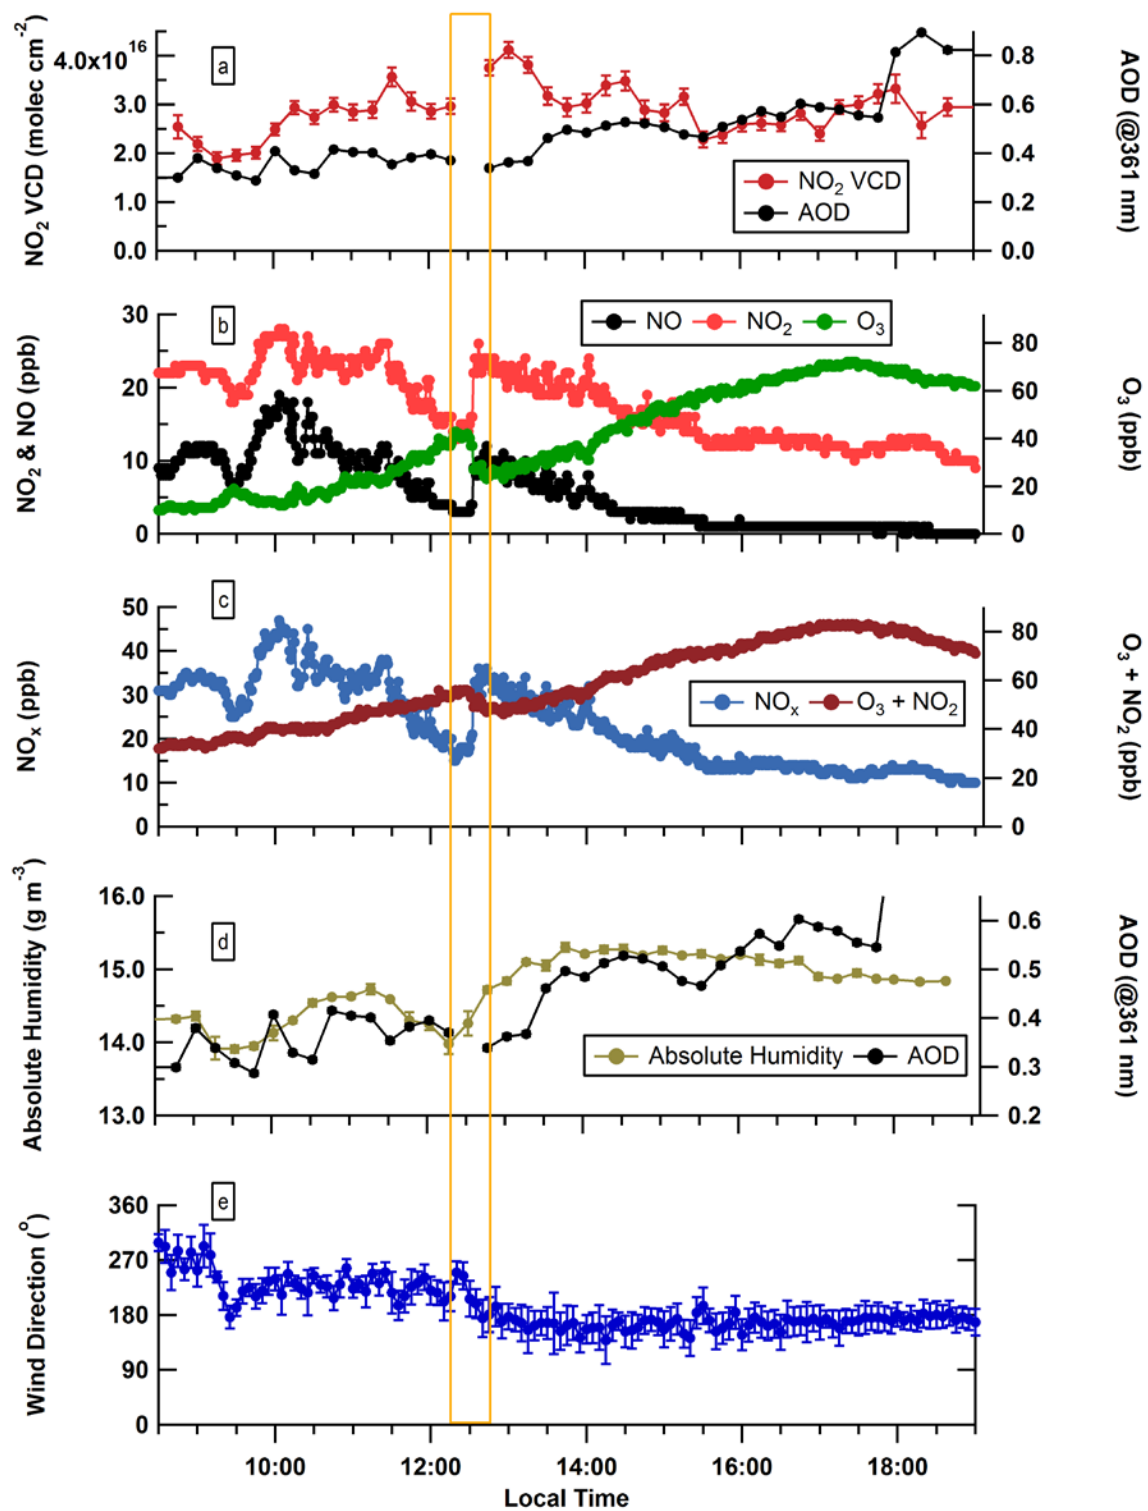 a
NO₂ VCD (molec cm⁻²)
4.0x10¹⁶
3.0
2.0
1.0
0.0
0.8
0.6
0.4
0.2
0.0
AOD (@361 nm)
NO₂ VCD
AOD
b
NO₂ & NO (ppb)
30
20
10
0
80
60
40
20
0
O₃ (ppb)
NO NO₂ O₃
c
NOₓ (ppb)
50
40
30
20
10
0
80
60
40
20
0
O₃ + NO₂ (ppb)
NOₓ O₃ + NO₂
d
Absolute Humidity (g m⁻³)
16.0
15.0
14.0
13.0
0.6
0.5
0.4
0.3
0.2
AOD (@361 nm)
Absolute Humidity AOD
e
Wind Direction (°)
360
270
180
90
0
10:00 12:00 14:00 16:00 18:00
Local Time